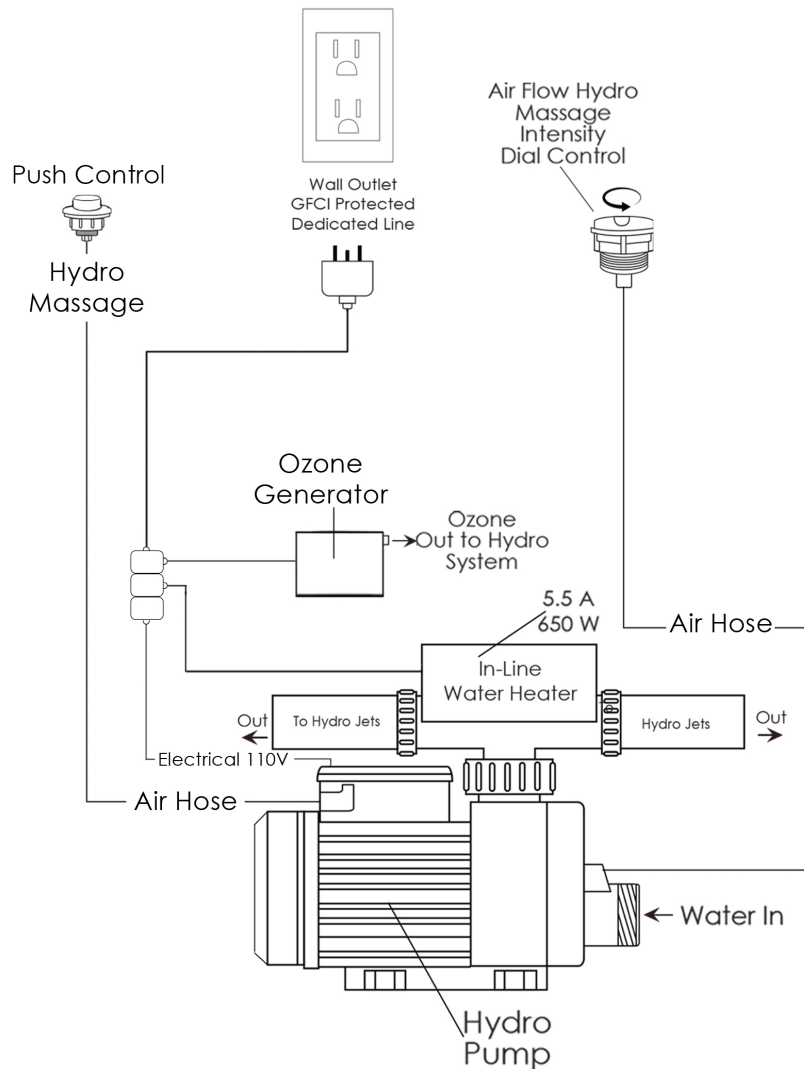 Air Flow Hydro
Massage
Intensity
Dial Control
Push Control
Wall Outlet
GFCI Protected
Dedicated Line
Hydro
Massage
Ozone
Generator
Ozone
Out to Hydro
System
5.5 A
650 W
Air Hose
In-Line
Water Heater
Out
To Hydro Jets
Hydro Jets
Out
Electrical 110V
Air Hose
Water In
Hydro
Pump